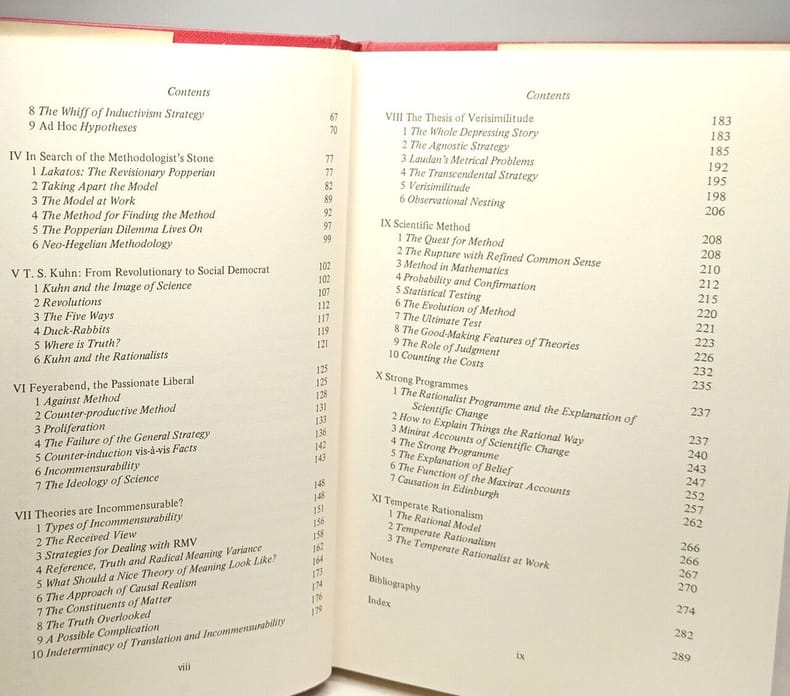 Contents
8 The Whiff of Inductivism Strategy 67
9 Ad Hoc Hypotheses 70
IV In Search of the Methodologist's Stone 77
1 Lakatos: The Revisionary Popperian 77
2 Taking Apart the Model 82
3 The Model at Work 89
4 The Method for Finding the Method 92
5 The Popperian Dilemma Lives On 97
6 Neo-Hegelian Methodology 99
V T. S. Kuhn: From Revolutionary to Social Democrat 102
1 Kuhn and the Image of Science 102
2 Revolutions 107
3 The Five Ways 112
4 Duck-Rabbits 117
5 Where is Truth? 119
6 Kuhn and the Rationalists 121
VI Feyerabend, the Passionate Liberal 125
1 Against Method 125
2 Counter-productive Method 128
3 Proliferation 131
4 The Failure of the General Strategy 133
5 Counter-induction vis-à-vis Facts 136
6 Incommensurability 142
7 The Ideology of Science 143
VII Theories are Incommensurable? 148
1 Types of Incommensurability 148
2 The Received View 151
3 Strategies for Dealing with RMV 156
4 Reference, Truth and Radical Meaning Variance 158
5 What Should a Nice Theory of Meaning Look Like? 162
6 The Approach of Causal Realism 164
7 The Constituents of Matter 173
8 The Truth Overlooked 174
9 A Possible Complication 176
10 Indeterminacy of Translation and Incommensurability 179
viii
Contents
VIII The Thesis of Verisimilitude 183
1 The Whole Depressing Story 183
2 The Agnostic Strategy 185
3 Laudan's Metrical Problems 192
4 The Transcendental Strategy 195
5 Verisimilitude 198
6 Observational Nesting 206
IX Scientific Method 208
1 The Quest for Method 208
2 The Rupture with Refined Common Sense 210
3 Method in Mathematics 212
4 Probability and Confirmation 215
5 Statistical Testing 220
6 The Evolution of Method 221
7 The Ultimate Test 223
8 The Good-Making Features of Theories 226
9 The Role of Judgment 232
10 Counting the Costs 235
X Strong Programmes 237
1 The Rationalist Programme and the Explanation of
Scientific Change 237
2 How to Explain Things the Rational Way 240
3 Minirat Accounts of Scientific Change 243
4 The Strong Programme 247
5 The Explanation of Belief 252
6 The Function of the Maxirat Accounts 257
7 Causation in Edinburgh 262
XI Temperate Rationalism 266
1 The Rational Model 266
2 Temperate Rationalism 267
3 The Temperate Rationalist at Work 270
Notes 274
Bibliography 282
Index 289
ix